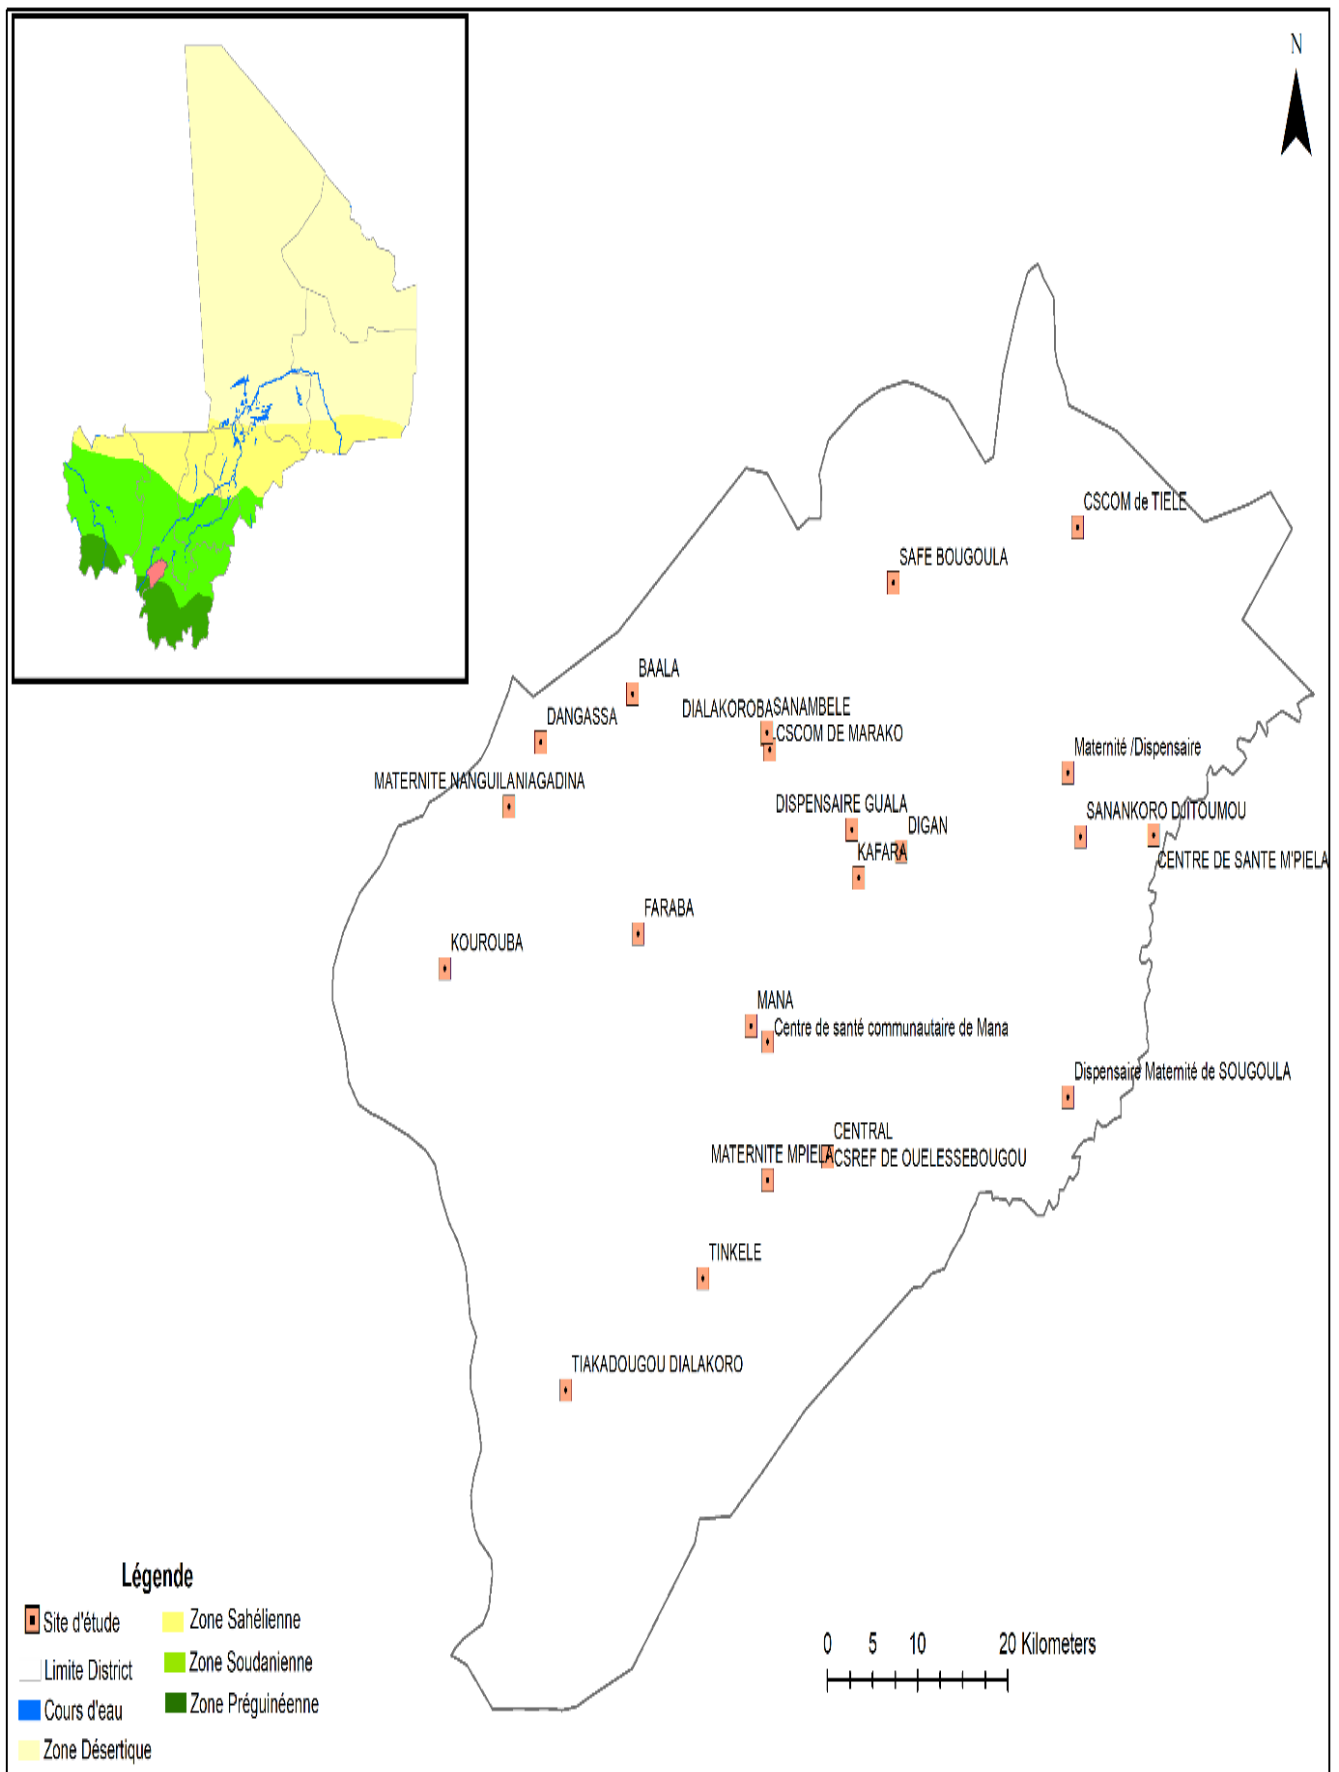 N
CSCOM de TIELE
SAFE BOUGOULA
BAALA
DIALAKOROBA
SANAMBELE
DANGASSA
CSCOM DE MARAKO
Maternité /Dispensaire
MATERNITE NANGUILANIAGADINA
DISPENSAIRE GUALA
SANANKORO DJITOUMOU
DIGAN
KAFARA
CENTRE DE SANTE M'PIELA
FARABA
KOUROUBA
MANA
Centre de santé communautaire de Mana
Dispensaire Maternité de SOUGOULA
CENTRAL
MATERNITE MPIELA
CSREF DE OUELESSEBOUGOU
TINKELE
TIAKADOUGOU DIALAKORO
Légende
Site d'étude
Zone Sahélienne
Limite District
Zone Soudanienne
Cours d'eau
Zone Préguinéenne
Zone Désertique
0 5 10 20 Kilometers